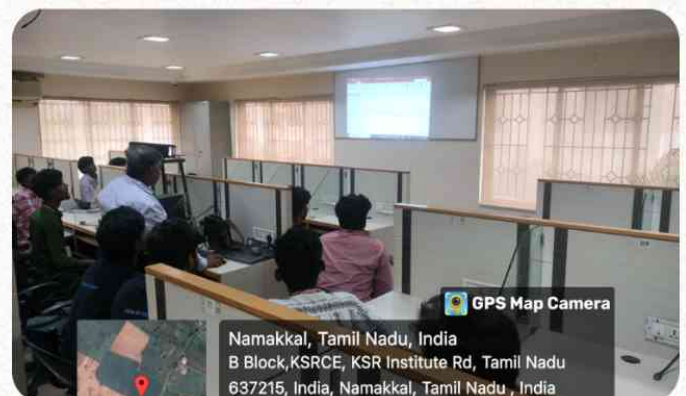 GPS Map Camera
Namakkal, Tamil Nadu, India
B Block,KSRCE, KSR Institute Rd, Tamil Nadu
637215, India, Namakkal, Tamil Nadu , India